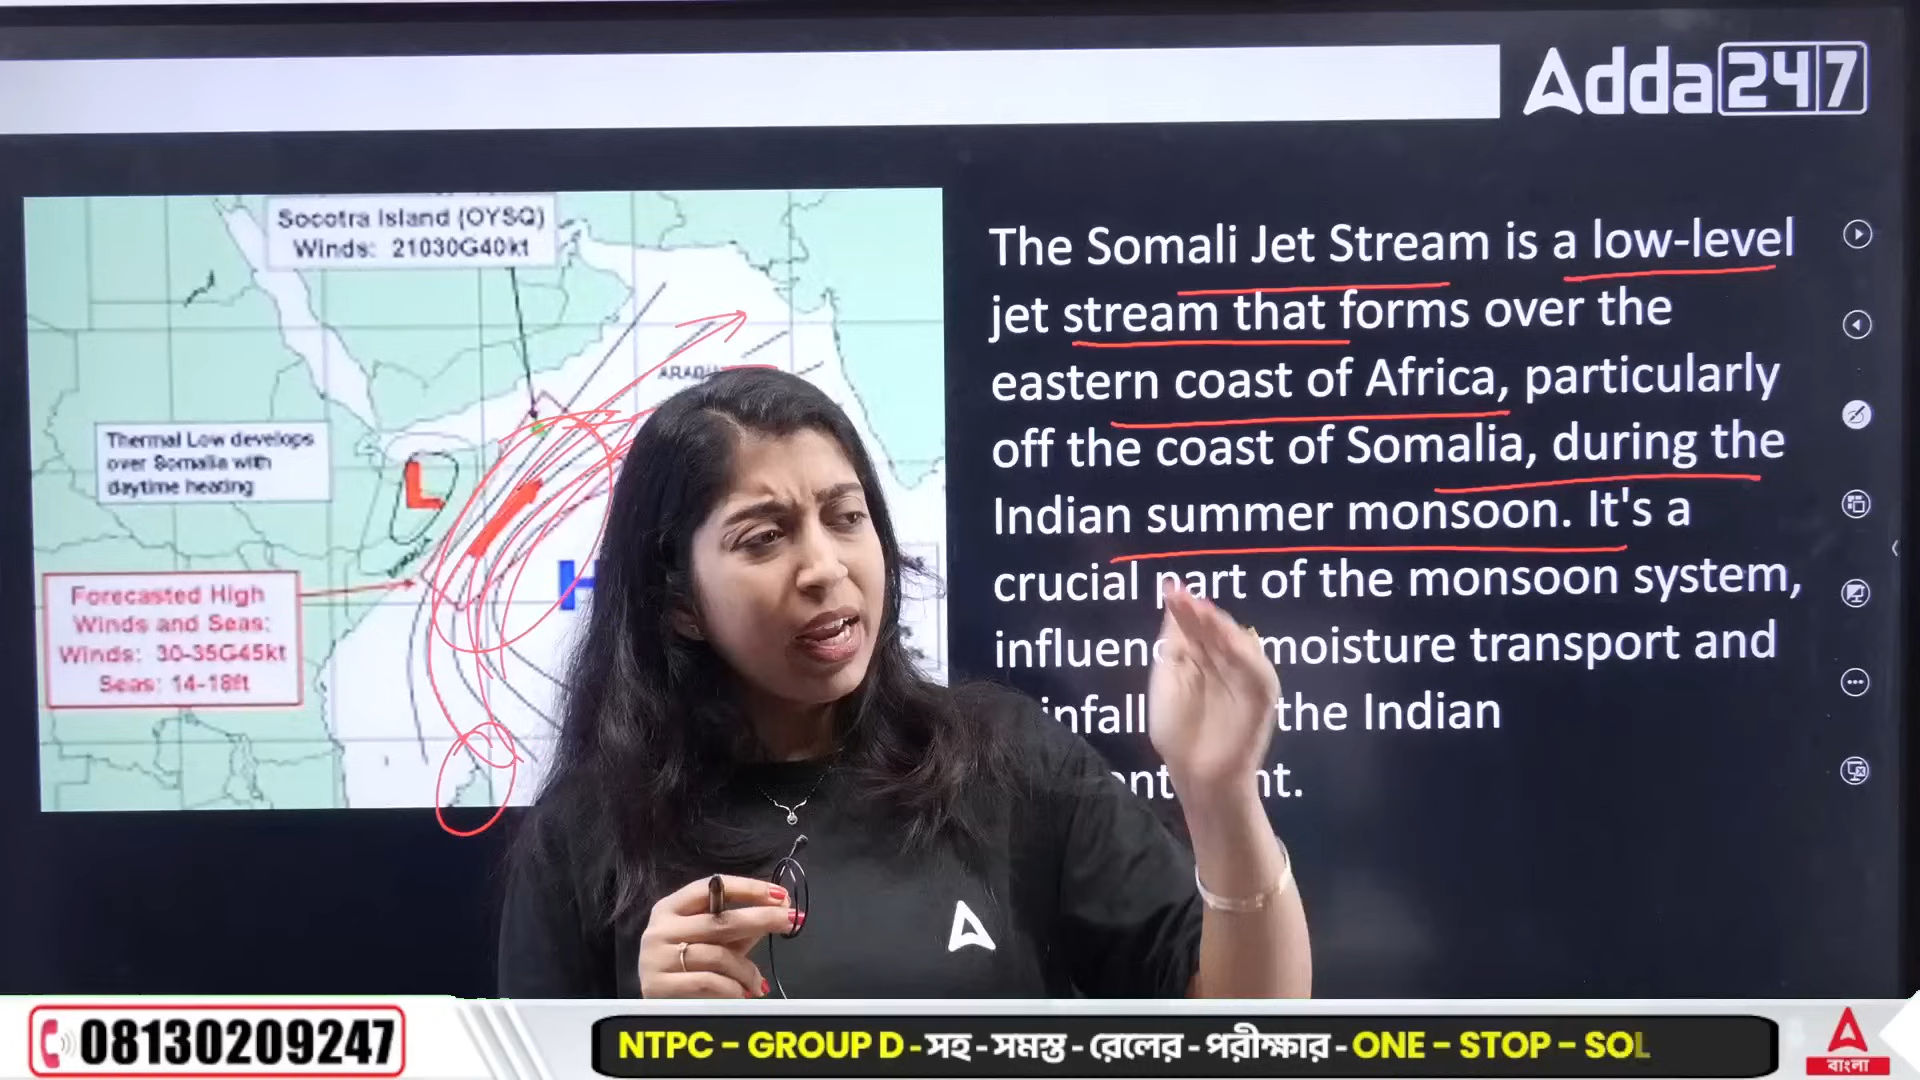 Adda247
Socotra Island (OYSQ)
Winds: 21030G40kt
Thermal Low develops
over Somalia with
daytime heating
L
SOMALIA
Forecasted High
Winds and Seas:
Winds: 30-35G45kt
Seas: 14-18ft
The Somali Jet Stream is a low-level
jet stream that forms over the
eastern coast of Africa, particularly
off the coast of Somalia, during the
Indian summer monsoon. It's a
crucial part of the monsoon system,
moisture transport and
the Indian
08130209247
NTPC - GROUP D - সহ - সমস্ত - রেলের - পরীক্ষার - ONE - STOP - SOL
বাংলা